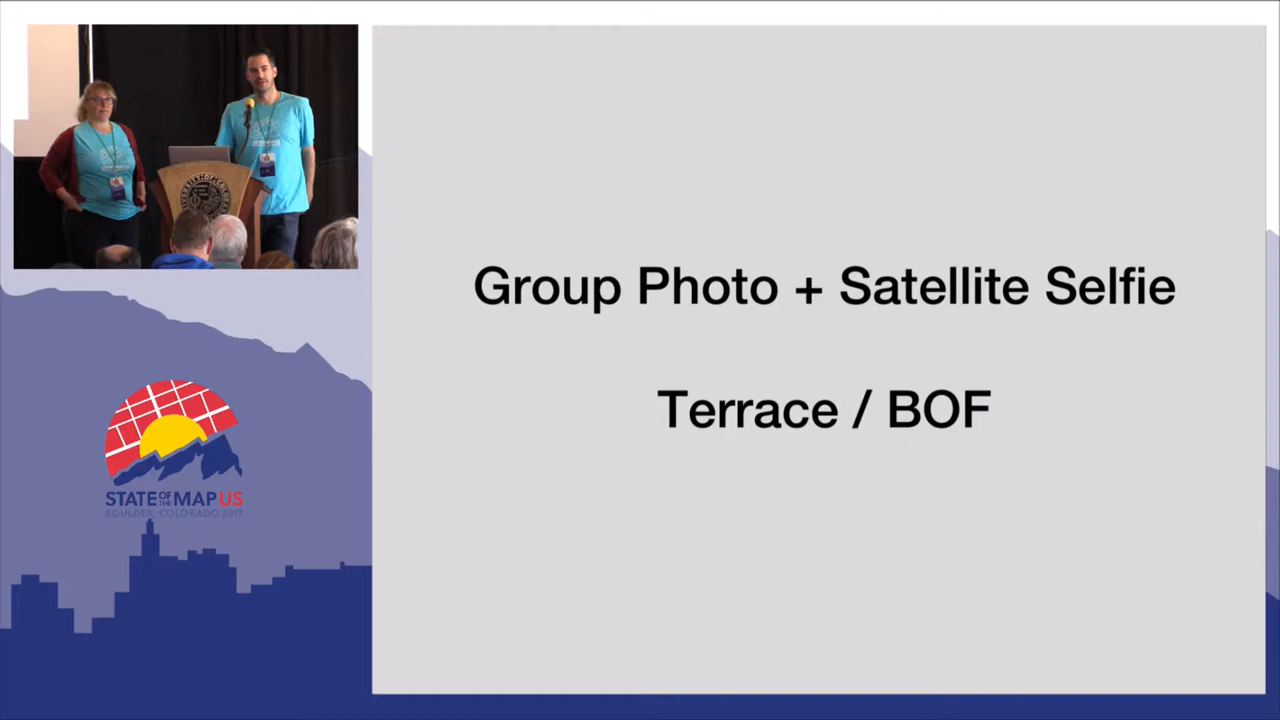 Group Photo + Satellite Selfie
Terrace / BOF
STATE OF THE MAP US
BOULDER, COLORADO 2017